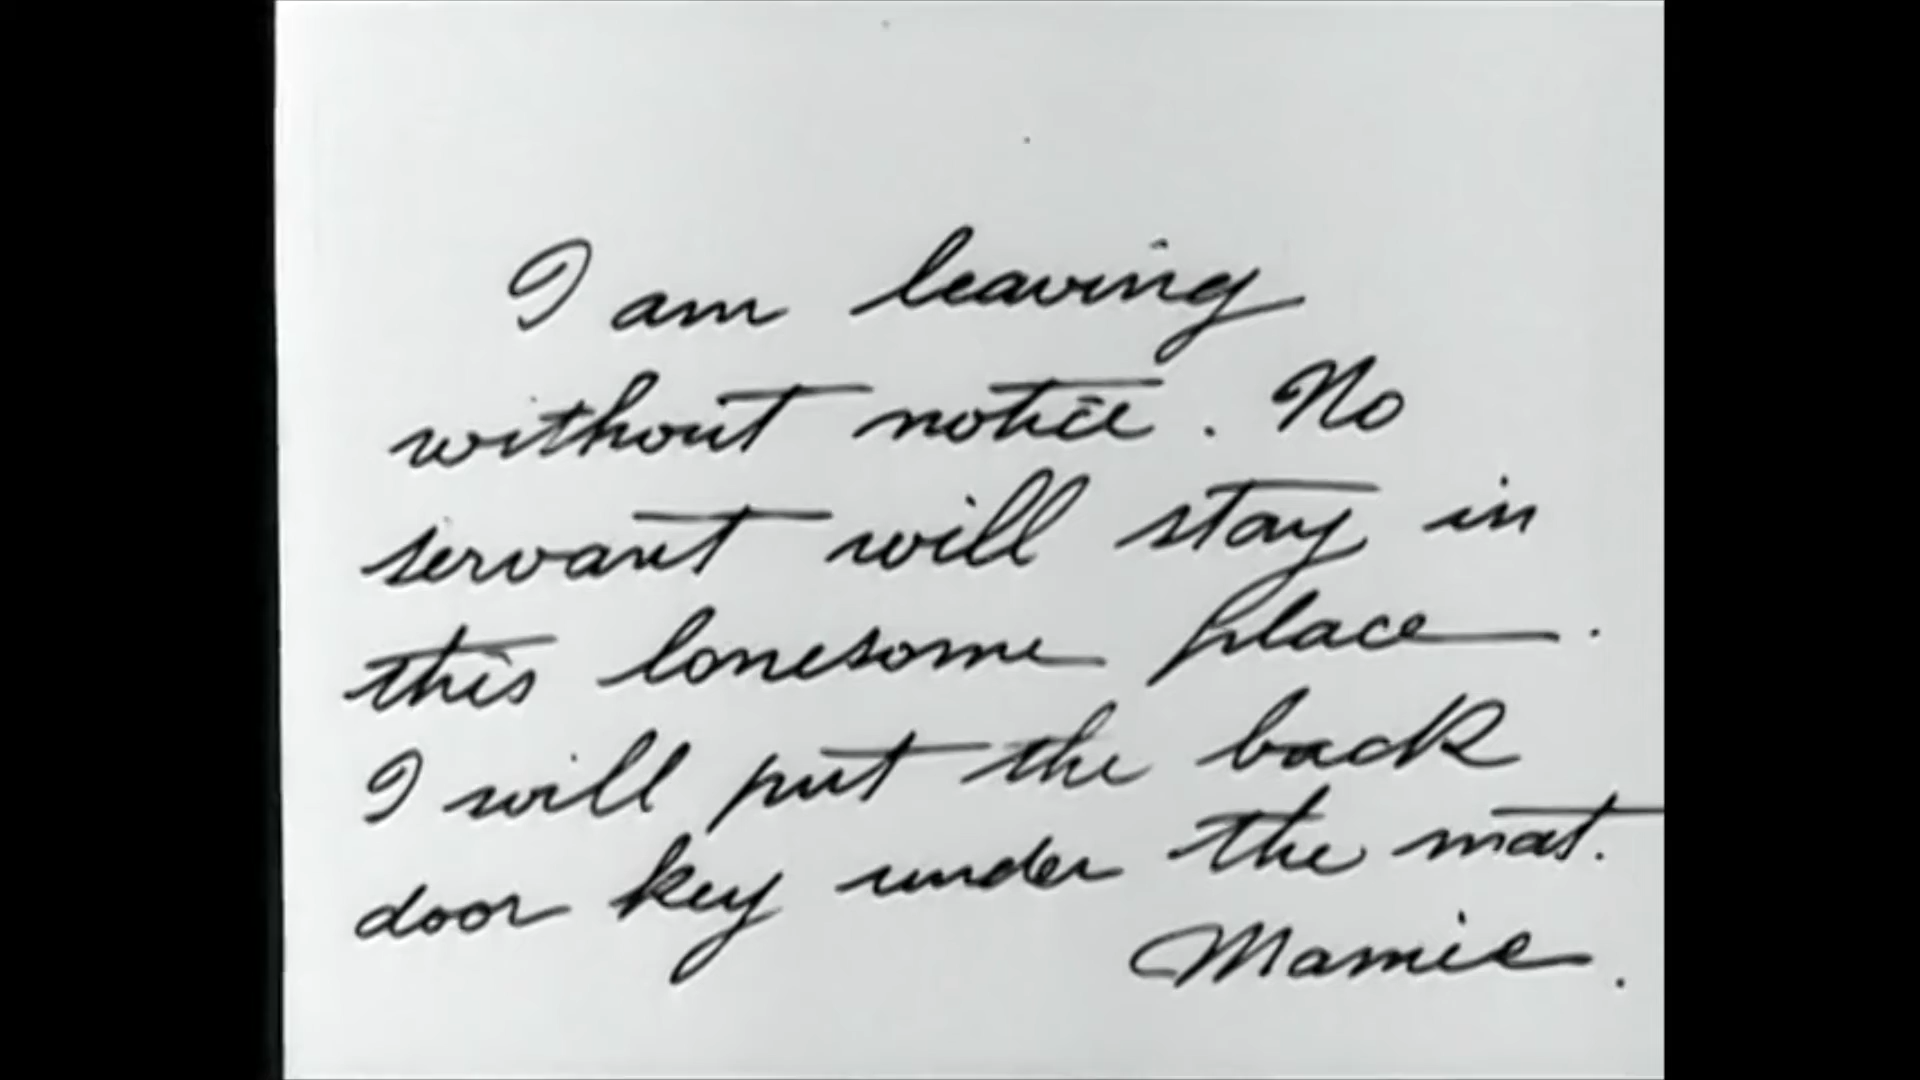 I am leaving
without notice. No
servant will stay in
this lonesome place.
I will put the back
door key under the mat.
Mamie.